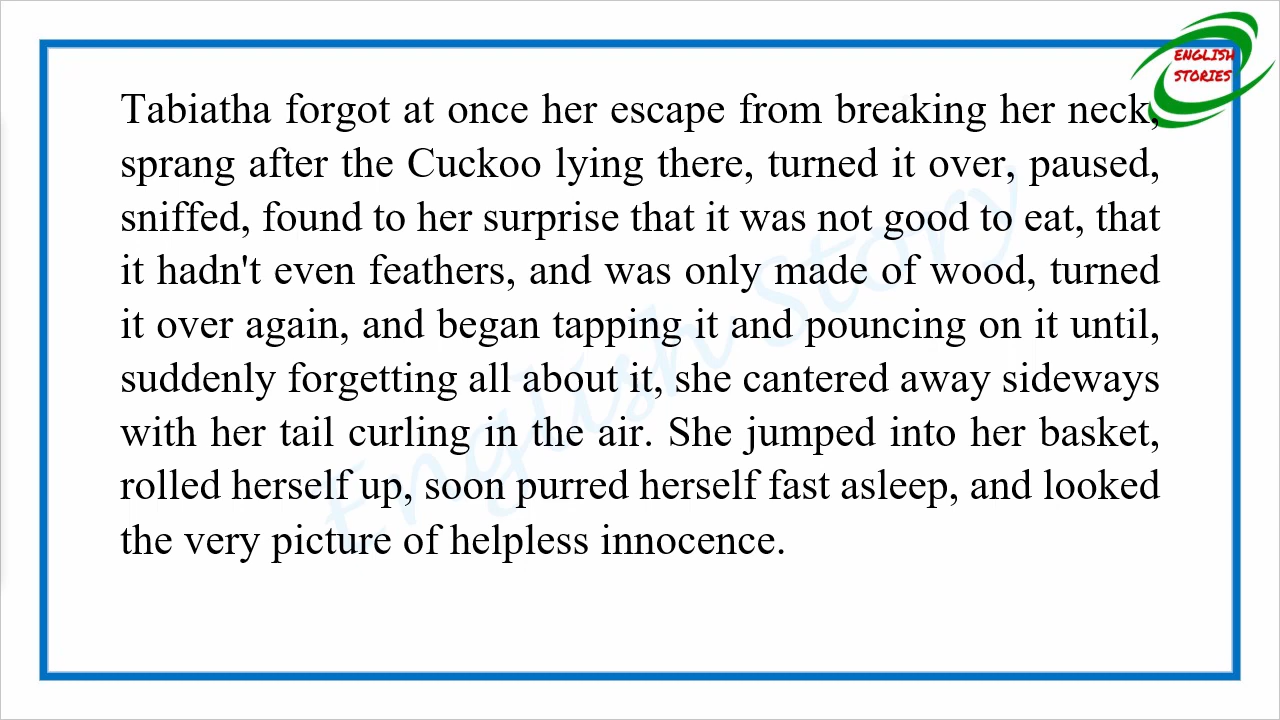 ENGLISH
STORIES
Tabiatha forgot at once her escape from breaking her neck,
sprang after the Cuckoo lying there, turned it over, paused,
sniffed, found to her surprise that it was not good to eat, that
it hadn't even feathers, and was only made of wood, turned
it over again, and began tapping it and pouncing on it until,
suddenly forgetting all about it, she cantered away sideways
with her tail curling in the air. She jumped into her basket,
rolled herself up, soon purred herself fast asleep, and looked
the very picture of helpless innocence.
English Story